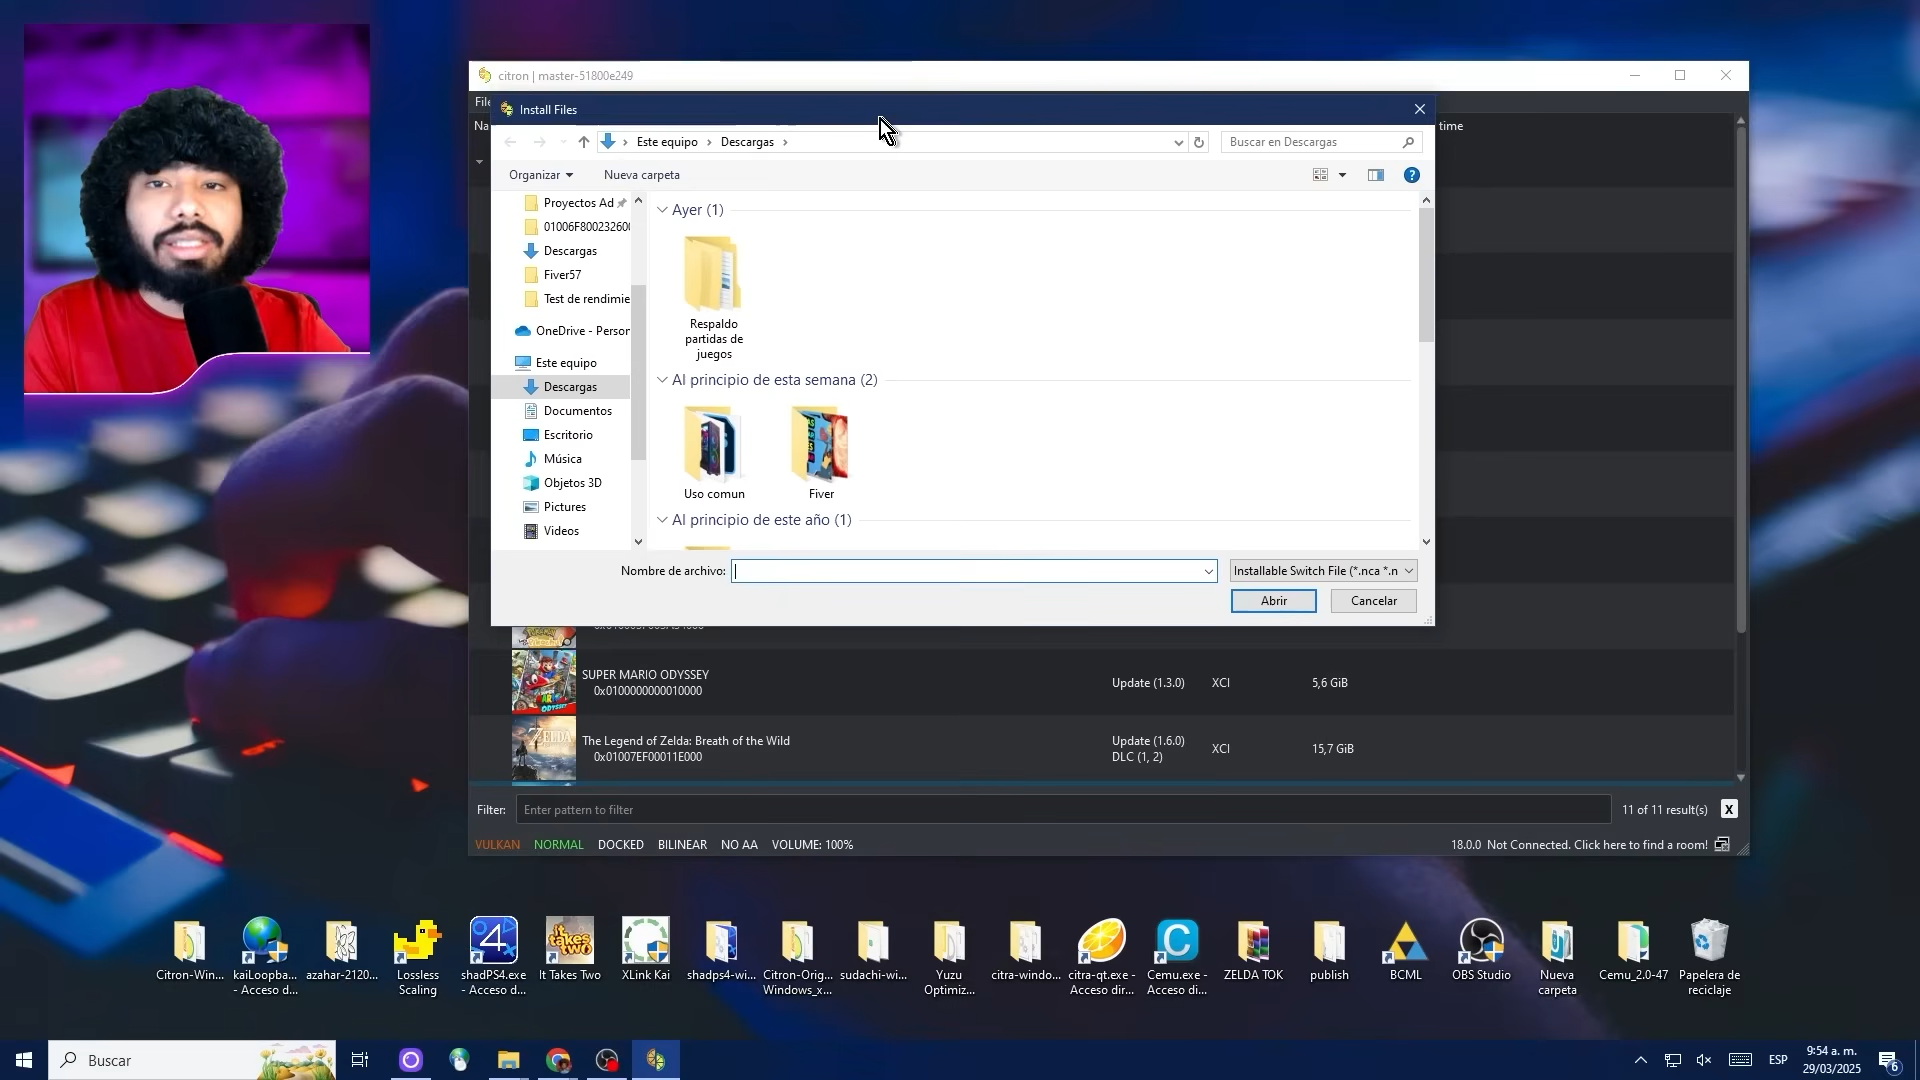 citron | master-51800e249
Install Files
Este equipo
Descargas
Buscar en Descargas
time
Organizar
Nueva carpeta
Proyectos Ad
Descargas
Fiver57
Test de rendimie
OneDrive - Person
Este equipo
Descargas
Documentos
Escritorio
Música
Objetos 3D
Pictures
Videos
Ayer (1)
Respaldo
partidas de
juegos
Al principio de esta semana (2)
Uso comun
Fiver
Al principio de este año (1)
Nombre de archivo:
Installable Switch File (*.nca *.n
Abrir
Cancelar
SUPER MARIO ODYSSEY
0x0100000000010000
Update (1.3.0)
XCI
5,6 GiB
The Legend of Zelda: Breath of the Wild
0x01007EF00011E000
Update (1.6.0)
DLC (1, 2)
XCI
15,7 GiB
Filter:
Enter pattern to filter
11 of 11 result(s)
X
VULKAN
NORMAL
DOCKED
BILINEAR
NO AA
VOLUME: 100%
18.0.0
Not Connected. Click here to find a room!
Citron-Win...
kaiLoopba...
- Acceso d...
azahar-2120...
Lossless
Scaling
shadPS4.exe
- Acceso d...
It Takes Two
XLink Kai
shadps4-wi...
Citron-Orig...
Windows_x...
sudachi-wi...
Yuzu
Optimiz...
citra-windo...
citra-qt.exe -
Acceso dir...
Cemu.exe -
Acceso di...
ZELDA TOK
publish
BCML
OBS Studio
Nueva
carpeta
Cemu_2.0-47
Papelera de
reciclaje
Buscar
ESP
9:54 a. m.
29/03/2025
6